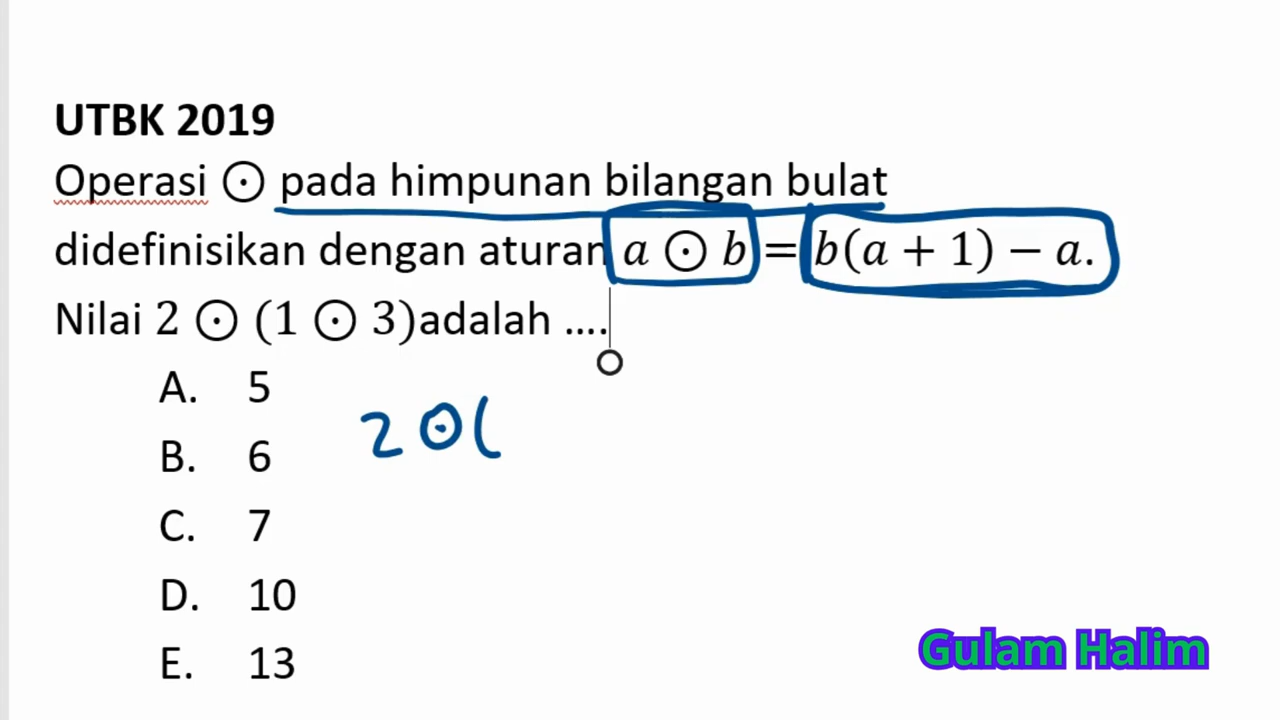 UTBK 2019
Operasi ⊙ pada himpunan bilangan bulat
didefinisikan dengan aturan a ⊙ b = b(a + 1) − a.
Nilai 2 ⊙ (1 ⊙ 3)adalah ....
A. 5
2 ⊙ (
B. 6
C. 7
D. 10
E. 13
Gulam Halim